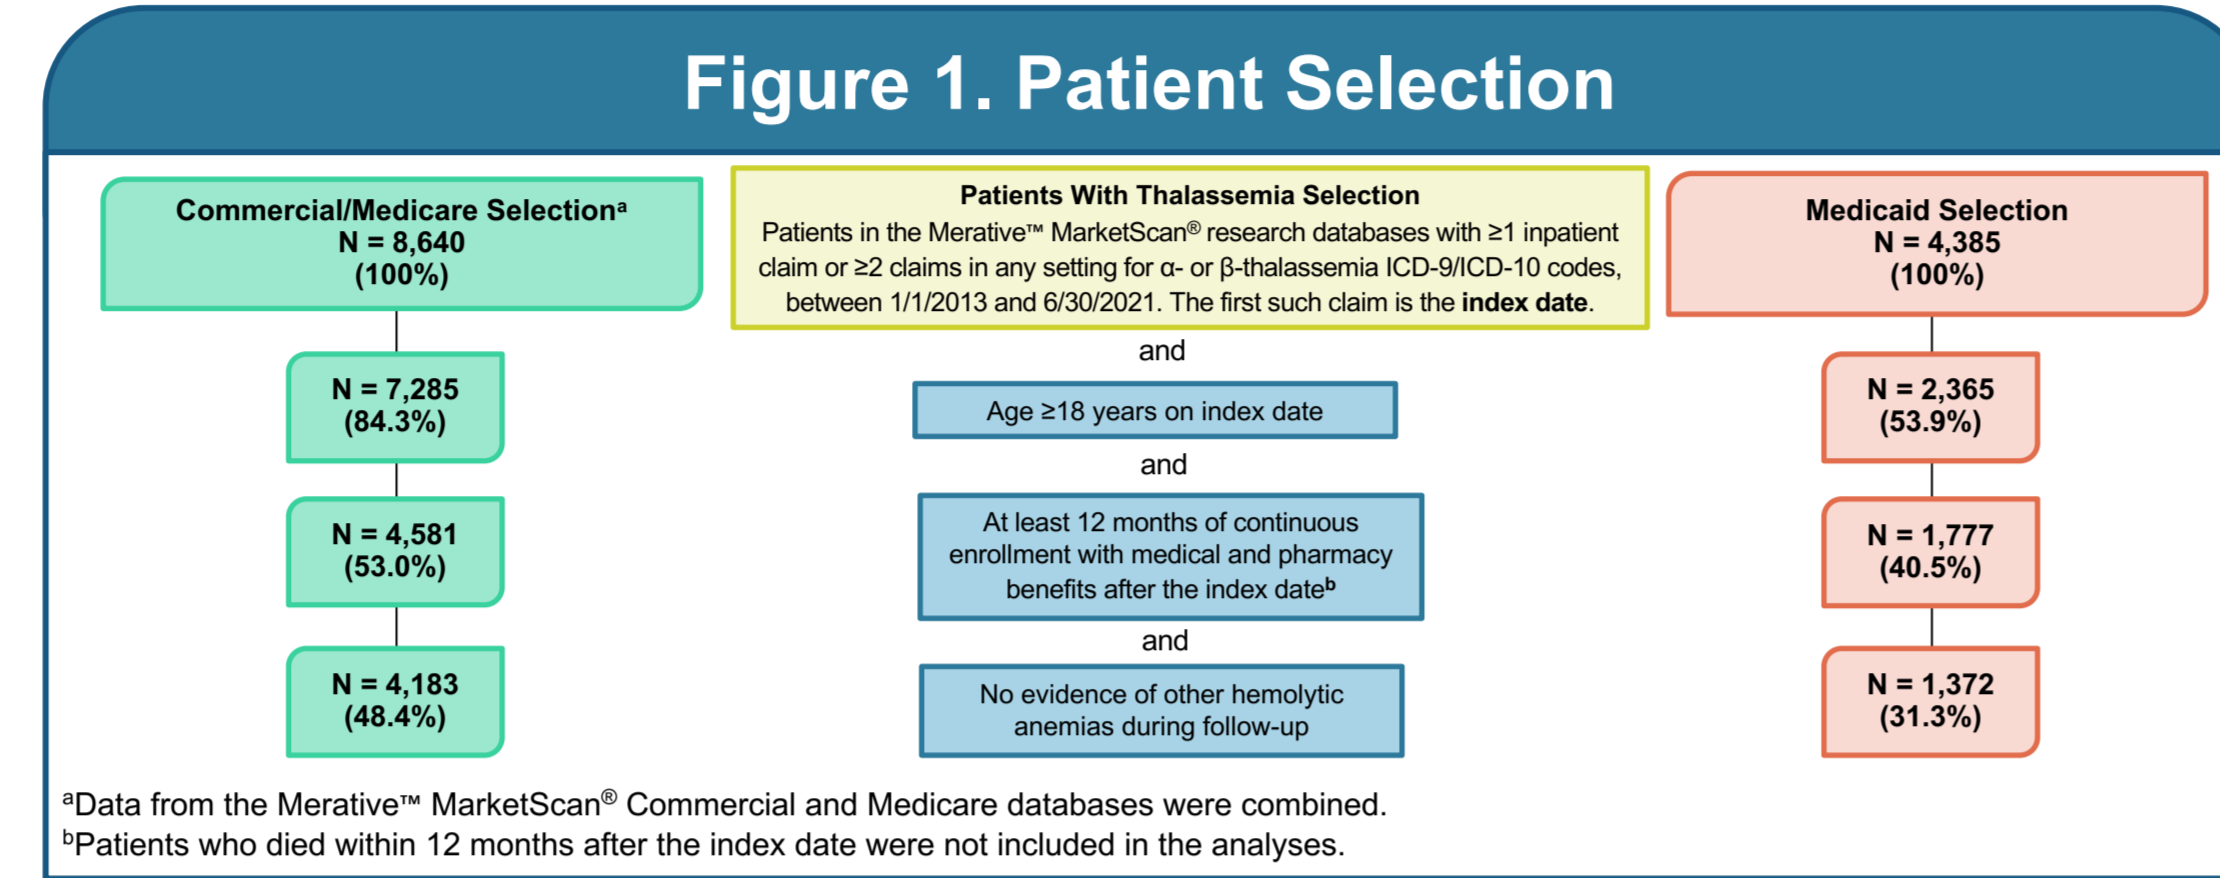 Figure 1. Patient Selection
Commercial/Medicare Selectionᵃ
N = 8,640
(100%)
Patients With Thalassemia Selection
Patients in the Merative™ MarketScan® research databases with ≥1 inpatient
claim or ≥2 claims in any setting for α- or β-thalassemia ICD-9/ICD-10 codes,
between 1/1/2013 and 6/30/2021. The first such claim is the index date.
Medicaid Selection
N = 4,385
(100%)
and
N = 7,285
(84.3%)
Age ≥18 years on index date
N = 2,365
(53.9%)
and
N = 4,581
(53.0%)
At least 12 months of continuous
enrollment with medical and pharmacy
benefits after the index dateᵇ
N = 1,777
(40.5%)
and
N = 4,183
(48.4%)
No evidence of other hemolytic
anemias during follow-up
N = 1,372
(31.3%)
ᵃData from the Merative™ MarketScan® Commercial and Medicare databases were combined.
ᵇPatients who died within 12 months after the index date were not included in the analyses.